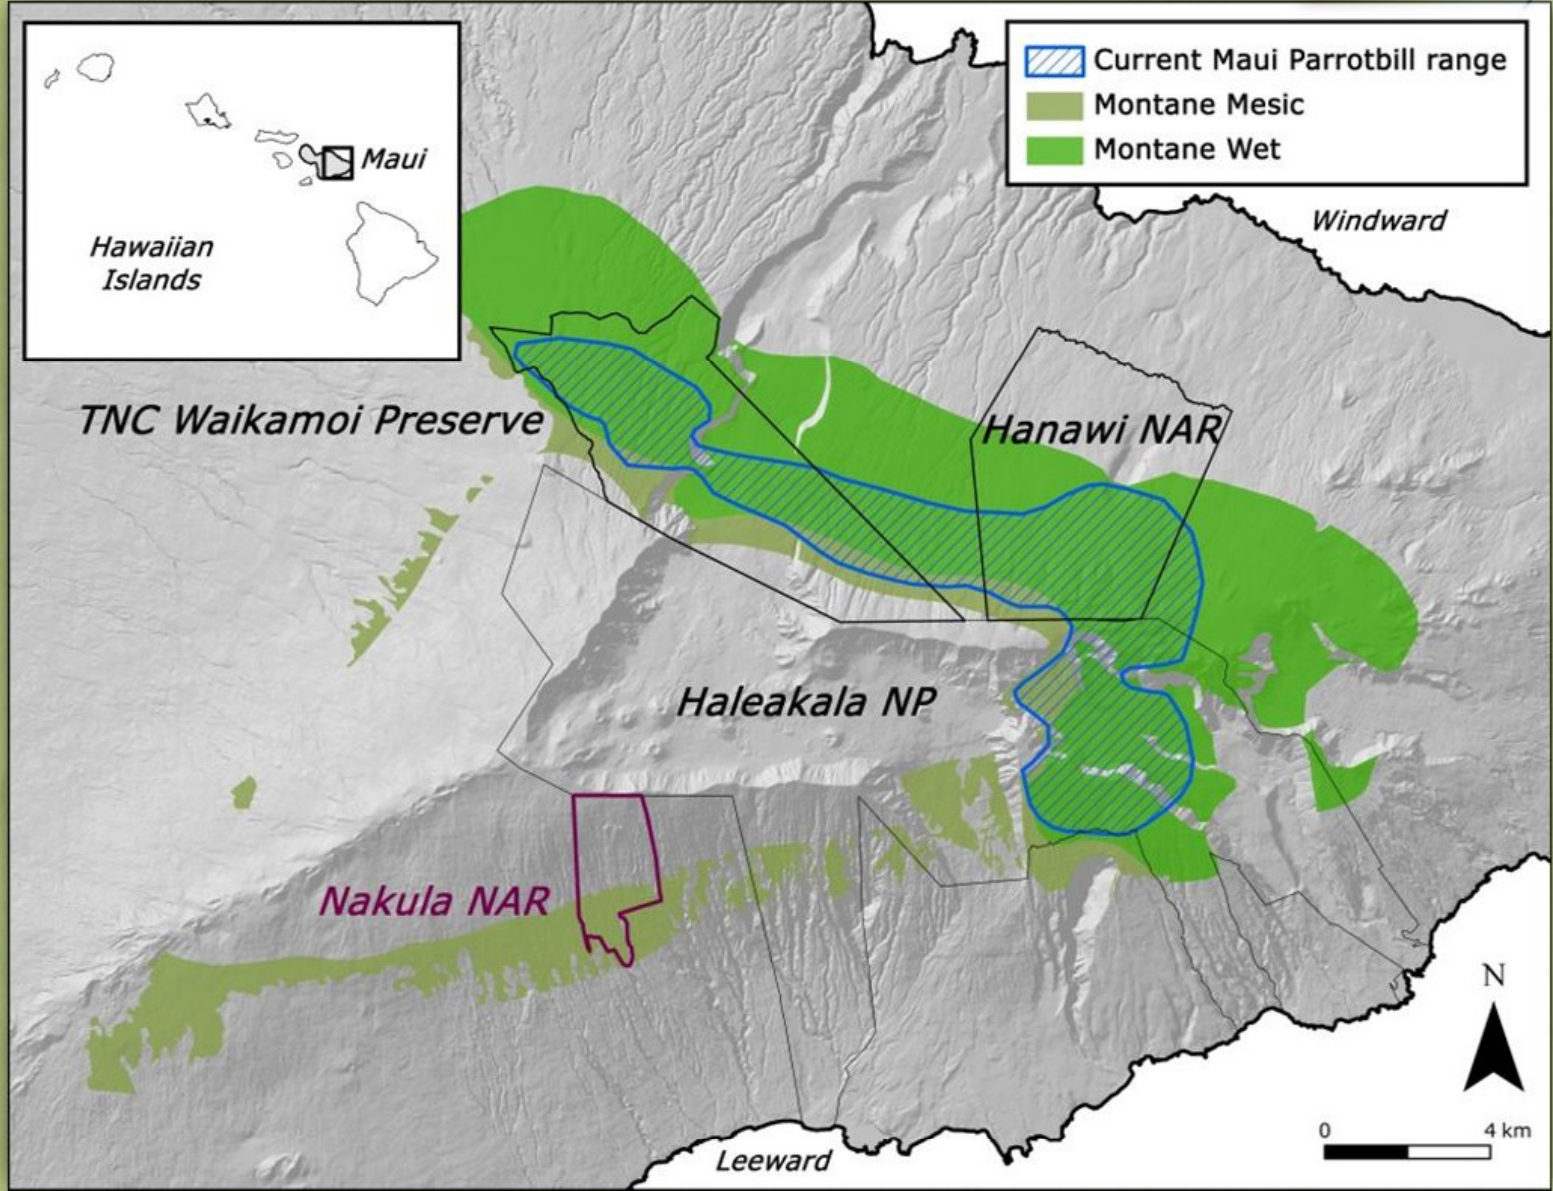 Current Maui Parrotbill range
Montane Mesic
Montane Wet
Maui
Hawaiian
Islands
Windward
TNC Waikamoi Preserve
Hanawi NAR
Haleakala NP
Nakula NAR
N
0 4 km
Leeward